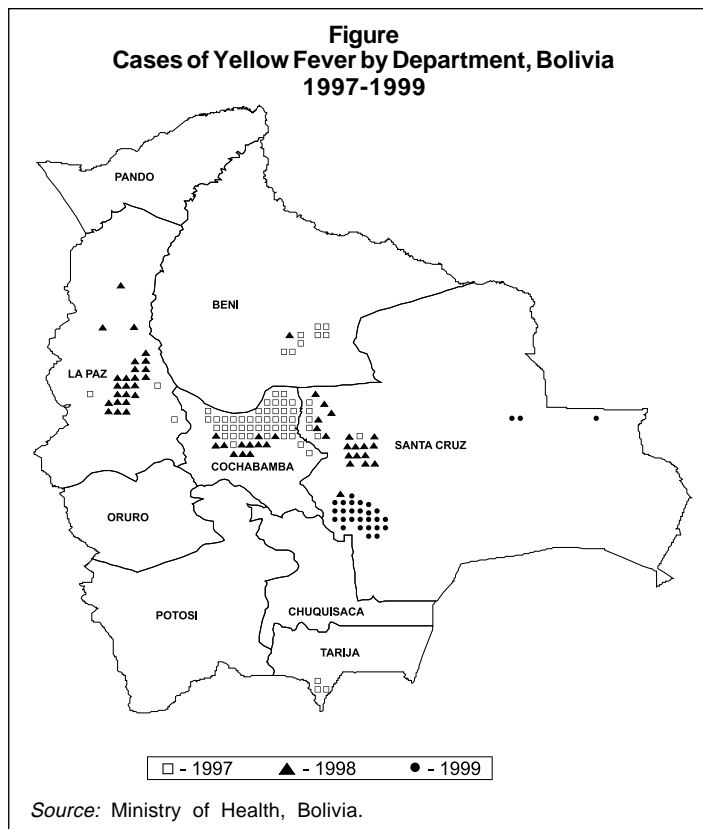 Figure
Cases of Yellow Fever by Department, Bolivia
1997-1999
PANDO
BENI
LA PAZ
SANTA CRUZ
COCHABAMBA
ORURO
POTOSI
CHUQUISACA
TARIJA
- 1997 - 1998 - 1999
Source: Ministry of Health, Bolivia.